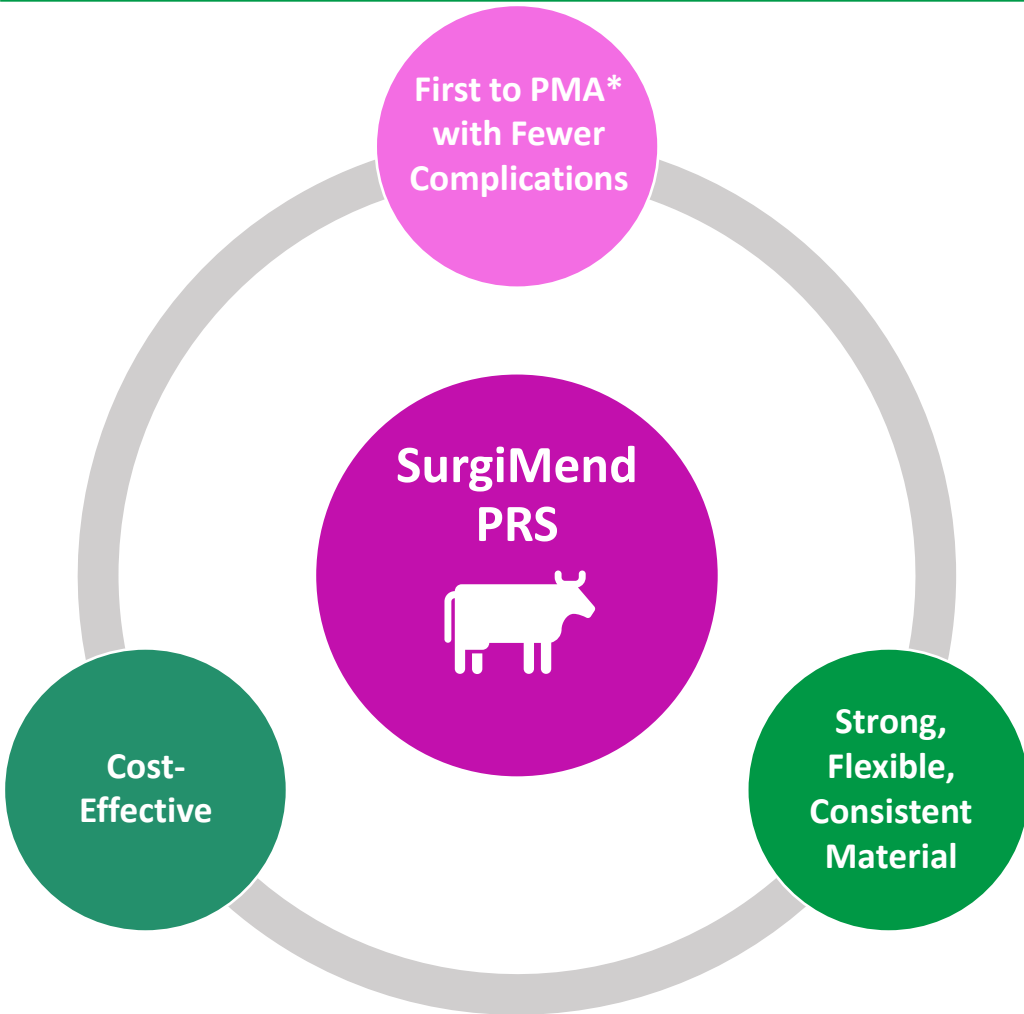 First to PMA*
with Fewer
Complications
SurgiMend
PRS
Cost-
Effective
Strong,
Flexible,
Consistent
Material